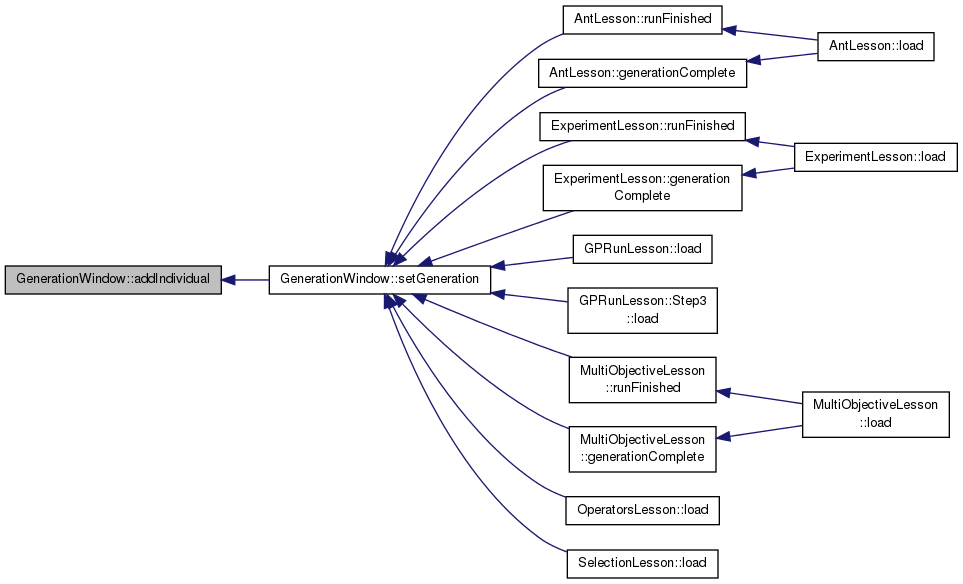 AntLesson::runFinished
AntLesson::load
AntLesson::generationComplete
ExperimentLesson::runFinished
ExperimentLesson::load
ExperimentLesson::generation
Complete
GPRunLesson::load
GenerationWindow::addIndividual
GenerationWindow::setGeneration
GPRunLesson::Step3
::load
MultiObjectiveLesson
::runFinished
MultiObjectiveLesson
::load
MultiObjectiveLesson
::generationComplete
OperatorsLesson::load
SelectionLesson::load